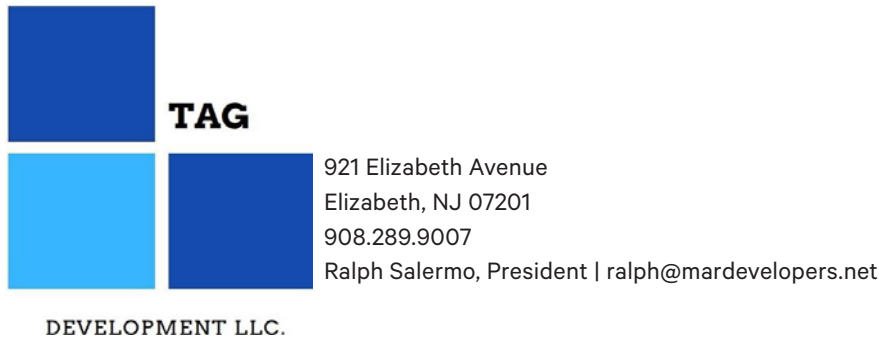 TAG
921 Elizabeth Avenue
Elizabeth, NJ 07201
908.289.9007
Ralph Salermo, President | ralph@mardevelopers.net
DEVELOPMENT LLC.